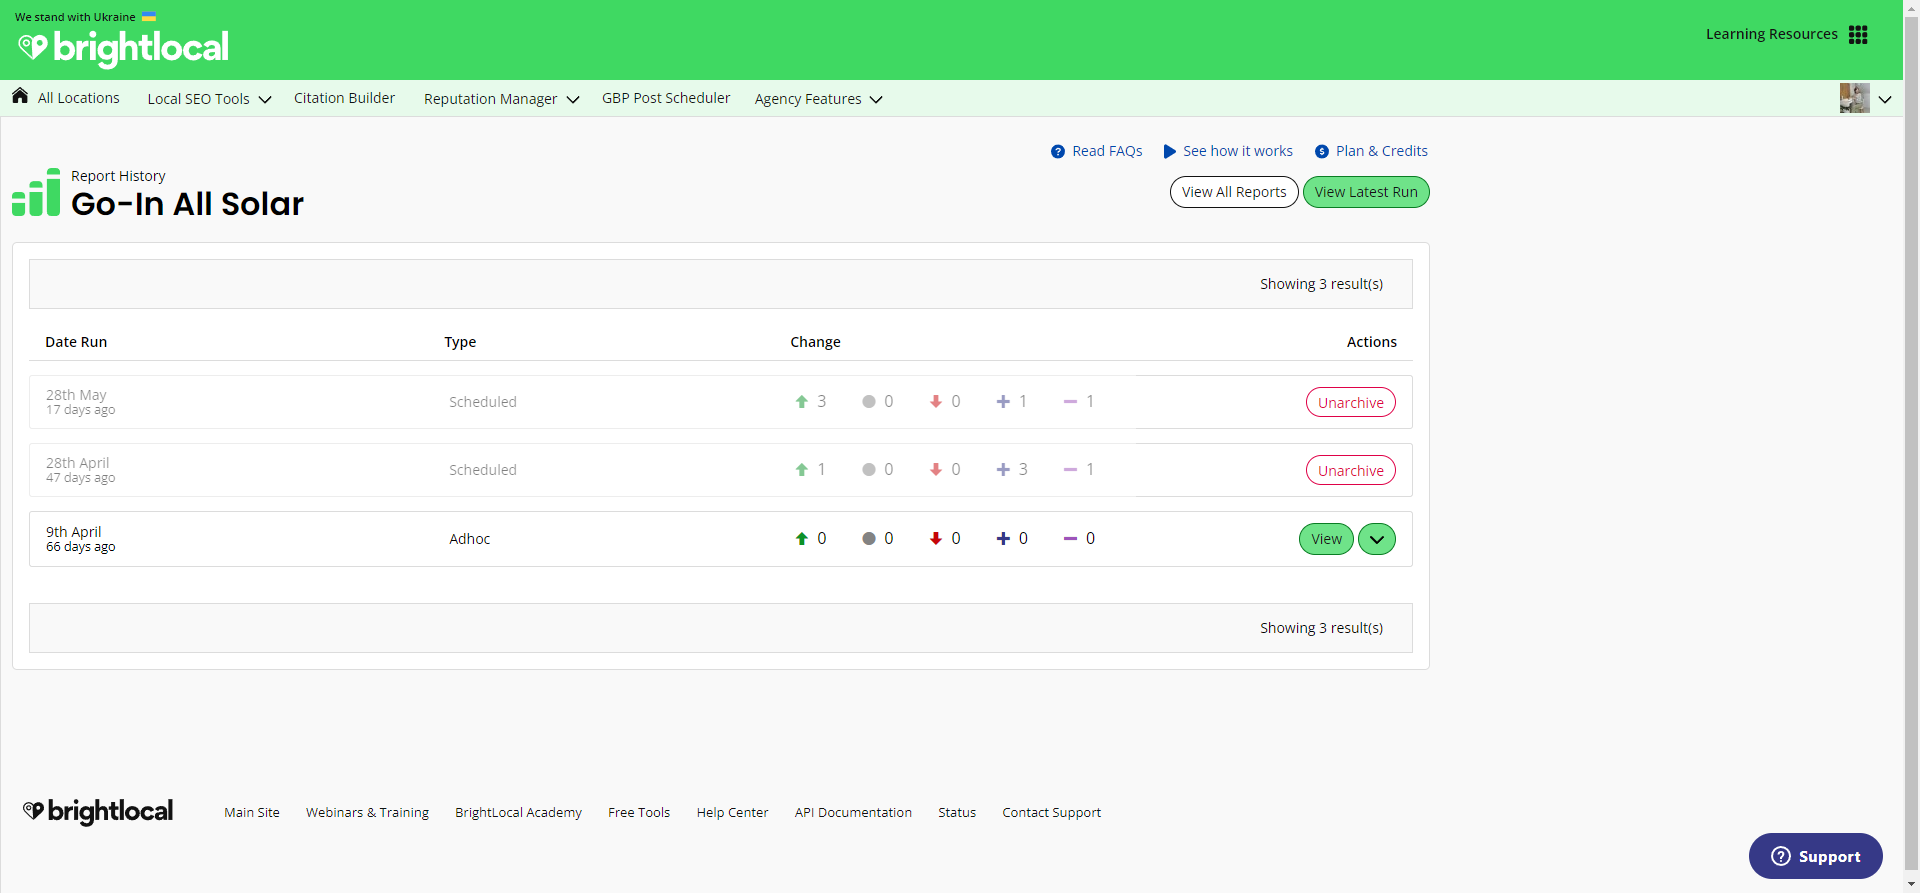 We stand with Ukraine
brightlocal
Learning Resources
All Locations Local SEO Tools Citation Builder Reputation Manager GBP Post Scheduler Agency Features
Read FAQs See how it works Plan & Credits
Report History
Go-In All Solar
View All Reports View Latest Run
Showing 3 result(s)
Date Run Type Change Actions
28th May
17 days ago
Scheduled 3 0 0 1 1 Unarchive
28th April
47 days ago
Scheduled 1 0 0 3 1 Unarchive
9th April
66 days ago
Adhoc 0 0 0 0 0 View
Showing 3 result(s)
brightlocal Main Site Webinars & Training BrightLocal Academy Free Tools Help Center API Documentation Status Contact Support
Support